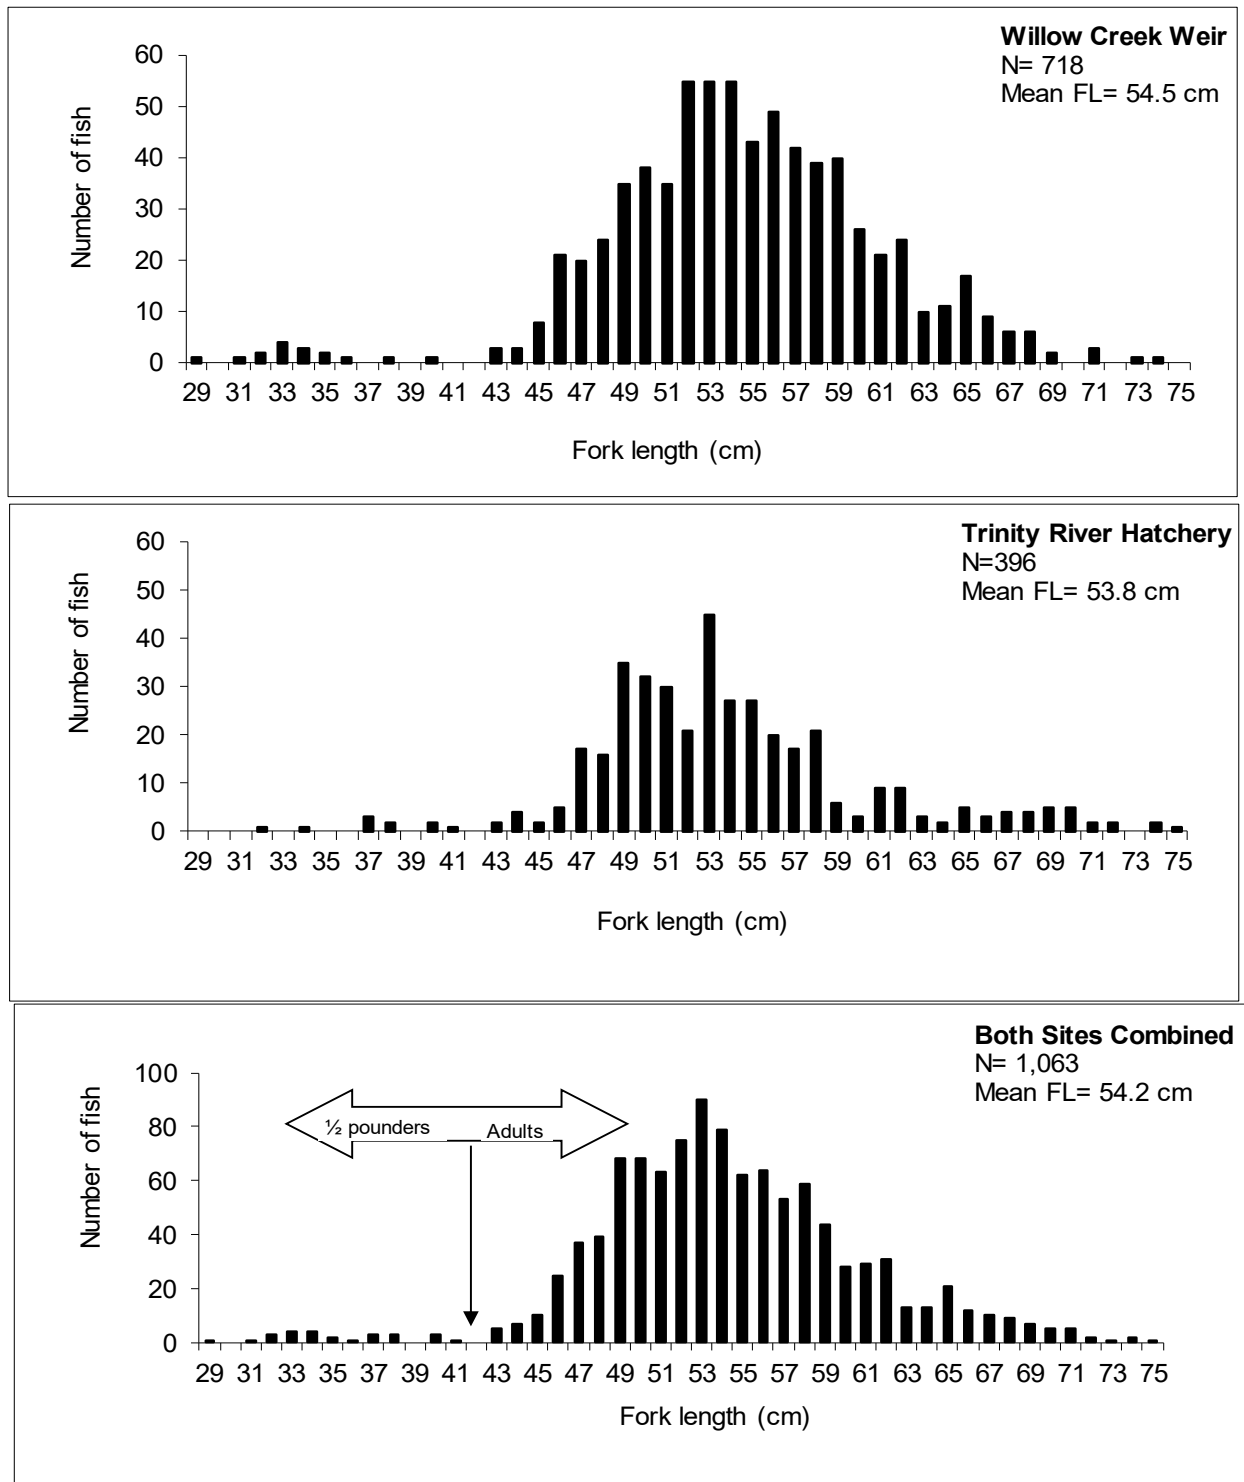 Willow Creek Weir
N= 718
Mean FL= 54.5 cm
60
50
40
30
20
10
0
Number of fish
29 31 33 35 37 39 41 43 45 47 49 51 53 55 57 59 61 63 65 67 69 71 73 75
Fork length (cm)
Trinity River Hatchery
N=396
Mean FL= 53.8 cm
60
50
40
30
20
10
0
Number of fish
29 31 33 35 37 39 41 43 45 47 49 51 53 55 57 59 61 63 65 67 69 71 73 75
Fork length (cm)
Both Sites Combined
N= 1,063
Mean FL= 54.2 cm
100
80
60
40
20
0
Number of fish
½ pounders Adults
29 31 33 35 37 39 41 43 45 47 49 51 53 55 57 59 61 63 65 67 69 71 73 75
Fork length (cm)